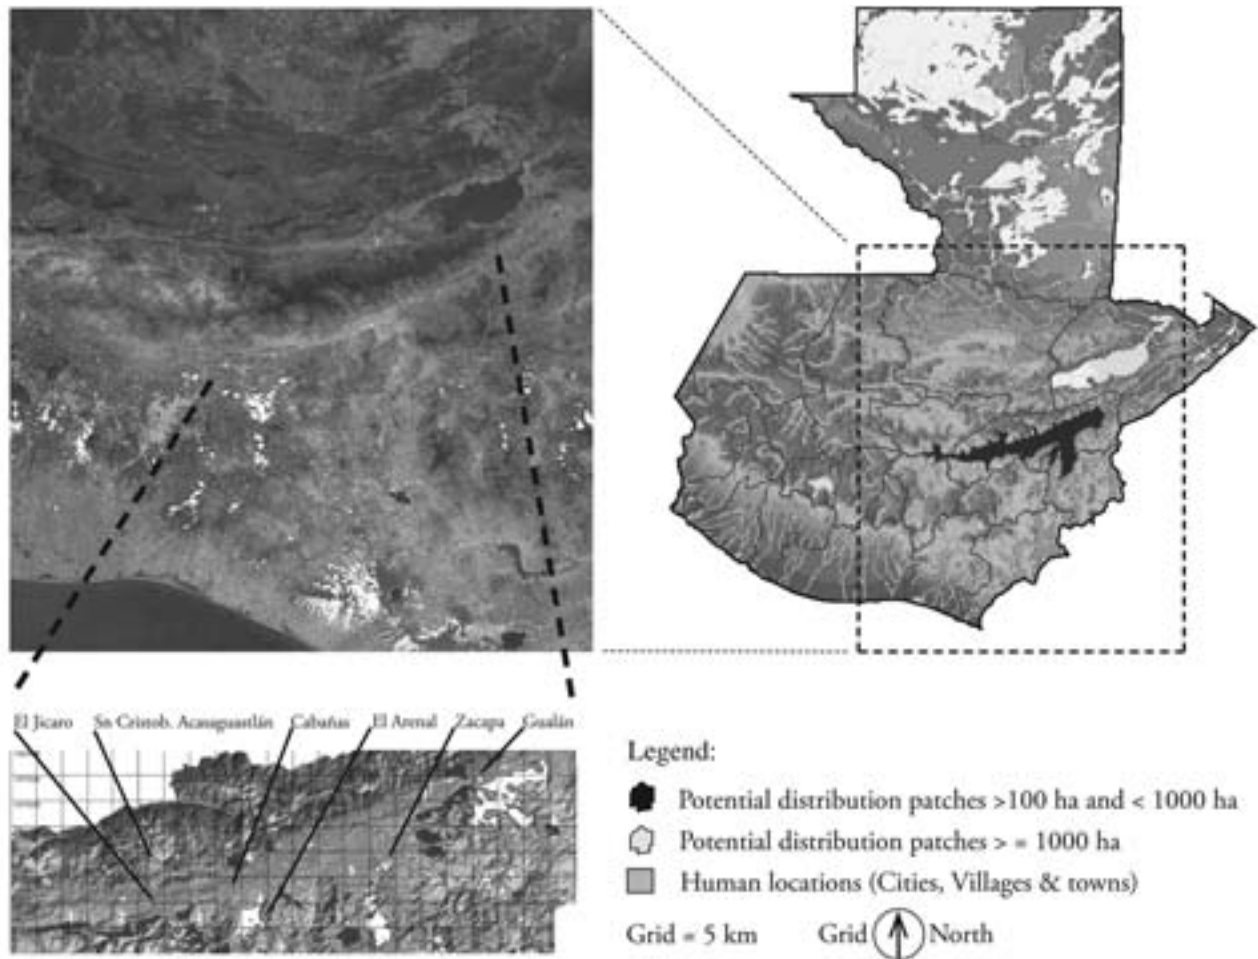 El Jicaro Sn Cristob. Acasaguastlán Cabañas El Arenal Zacapa Gualán
Legend:
Potential distribution patches >100 ha and < 1000 ha
Potential distribution patches > = 1000 ha
Human locations (Cities, Villages & towns)
Grid = 5 km Grid North